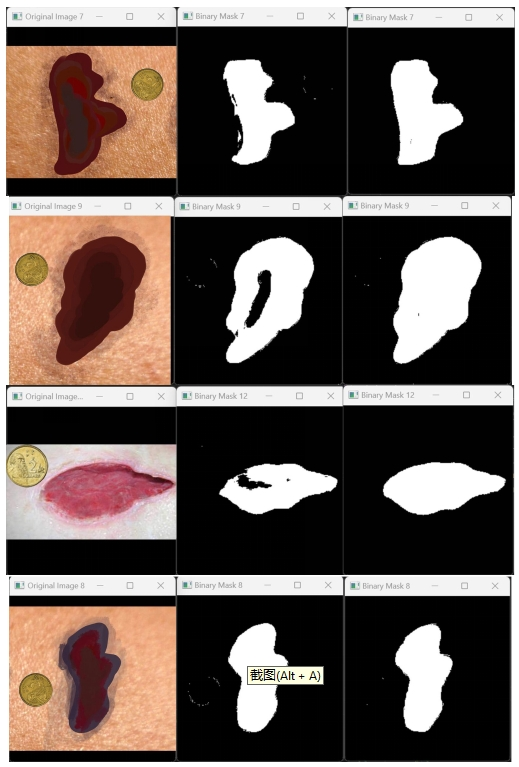 Original Image 7
Binary Mask 7
Binary Mask 7
Original Image 9
Binary Mask 9
Binary Mask 9
Original Image...
Binary Mask 12
Binary Mask 12
Original Image 8
Binary Mask 8
Binary Mask 8
截图(Alt + A)